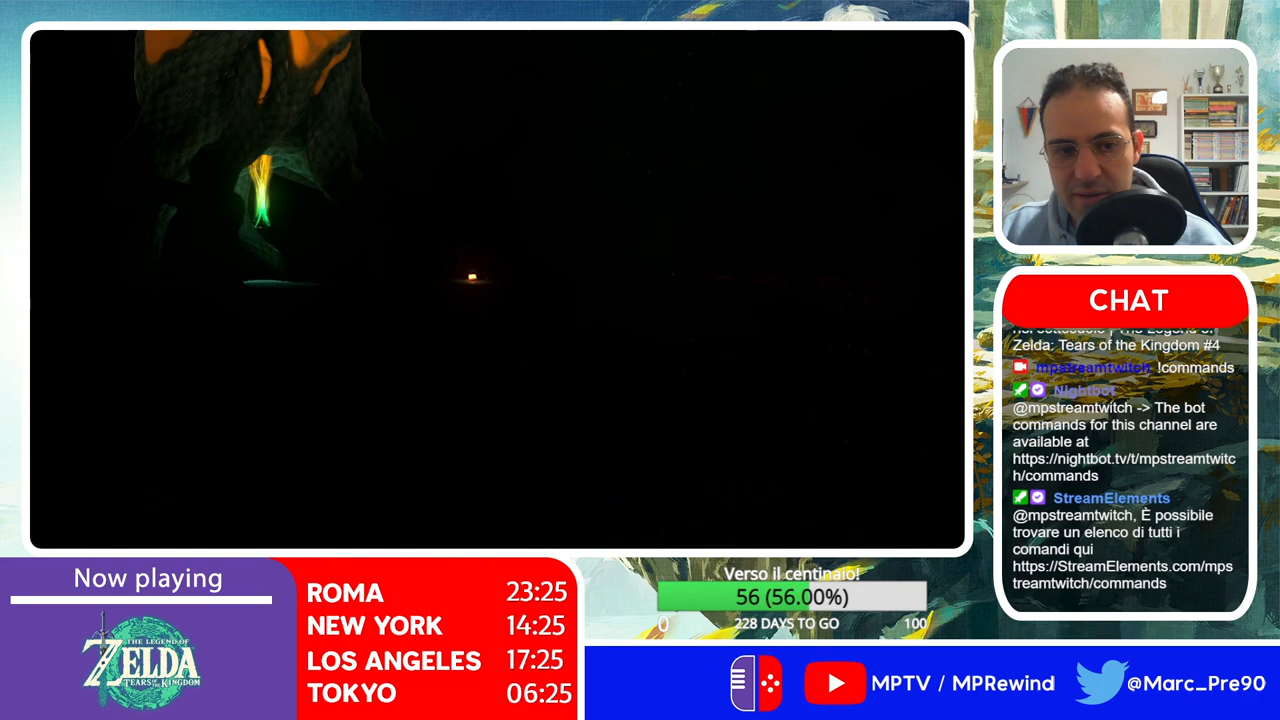 CHAT
Zelda: Tears of the Kingdom #4
mpstreamtwitch !commands
Nightbot
@mpstreamtwitch -> The bot
commands for this channel are
available at
https://nightbot.tv/t/mpstreamtwitc
h/commands
StreamElements
@mpstreamtwitch, È possibile
trovare un elenco di tutti i
comandi qui
https://StreamElements.com/mps
treamtwitch/commands
Now playing
THE LEGEND OF
ZELDA
TEARS OF THE KINGDOM
ROMA 23:25
NEW YORK 14:25
LOS ANGELES 17:25
TOKYO 06:25
Verso il centinaio!
56 (56.00%)
0 228 DAYS TO GO 100
MPTV / MPRewind
@Marc_Pre90